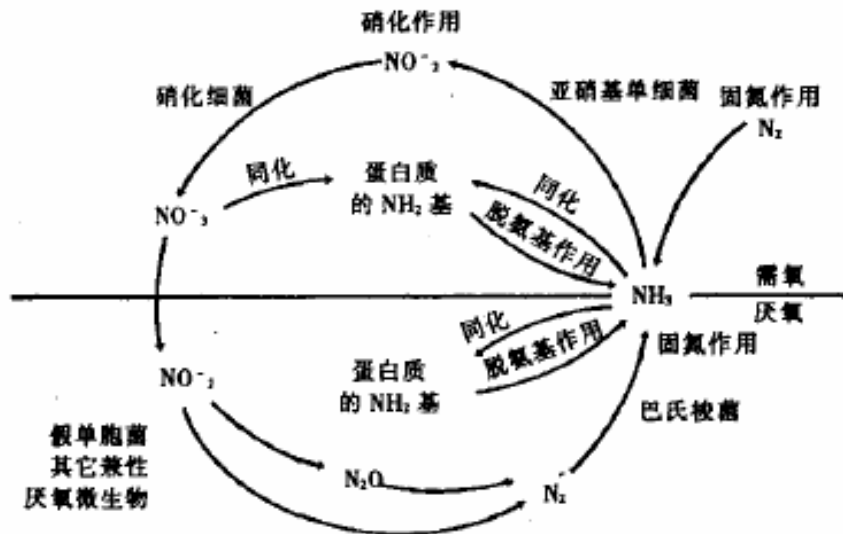 硝化作用
NO⁻₂
硝化细菌
亚硝基单细菌
固氮作用
N₂
同化
蛋白质
的 NH₂ 基
同化
脱氨基作用
NO⁻₃
NH₃
需氧
厌氧
同化
脱氨基作用
固氮作用
NO⁻₂
蛋白质
的 NH₂ 基
巴氏梭菌
假单胞菌
其它兼性
厌氧微生物
N₂O
N₂